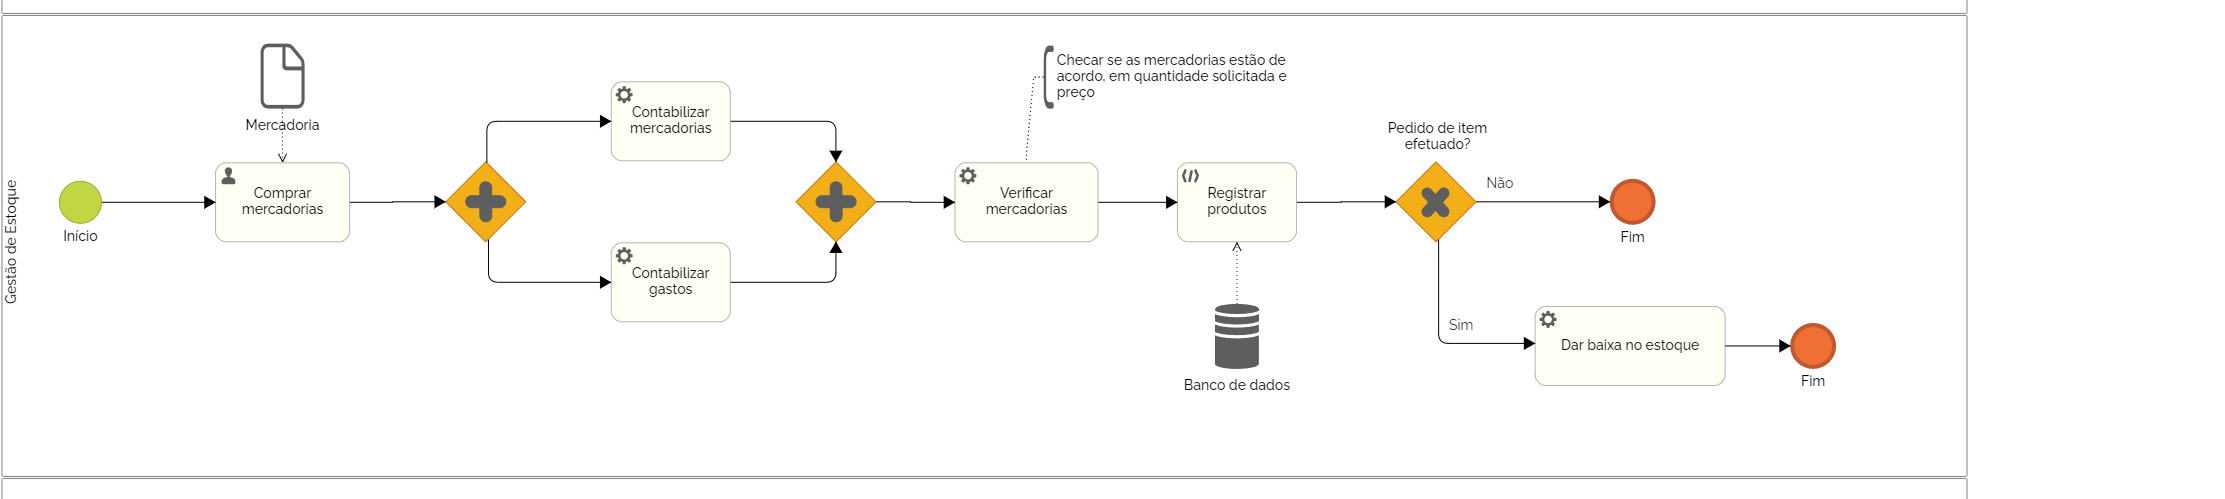 Gestão de Estoque
Início
Mercadoria
Comprar
mercadorias
Contabilizar
mercadorias
Contabilizar
gastos
Checar se as mercadorias estão de
acordo, em quantidade solicitada e
preço
Verificar
mercadorias
Registrar
produtos
Banco de dados
Pedido de item
efetuado?
Não
Fim
Sim
Dar baixa no estoque
Fim